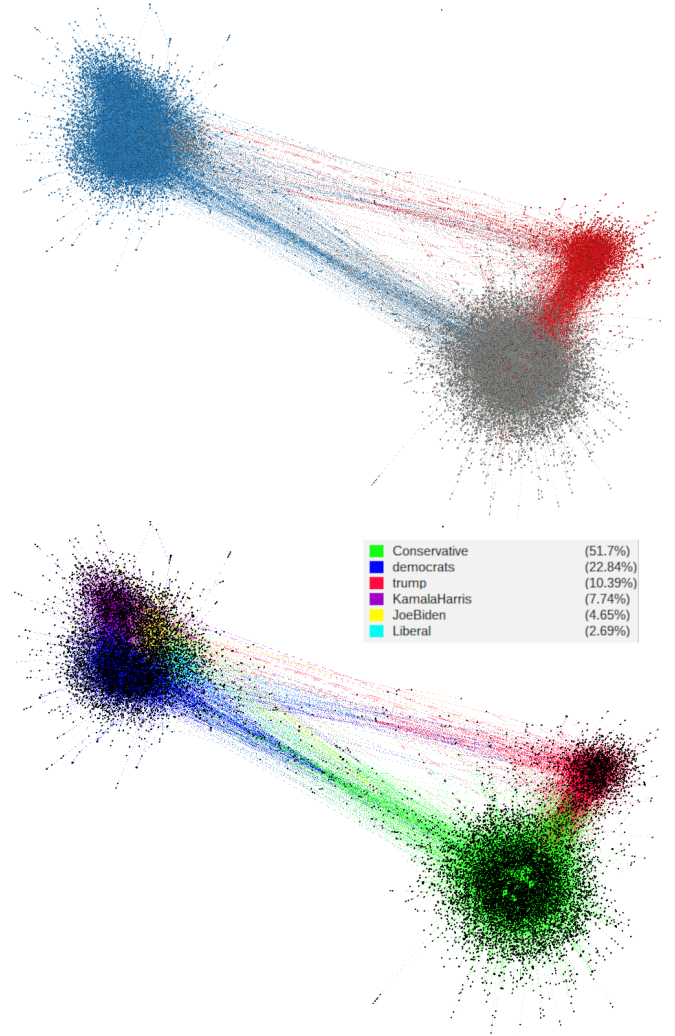 Conservative (51.7%)
democrats (22.84%)
trump (10.39%)
KamalaHarris (7.74%)
JoeBiden (4.65%)
Liberal (2.69%)